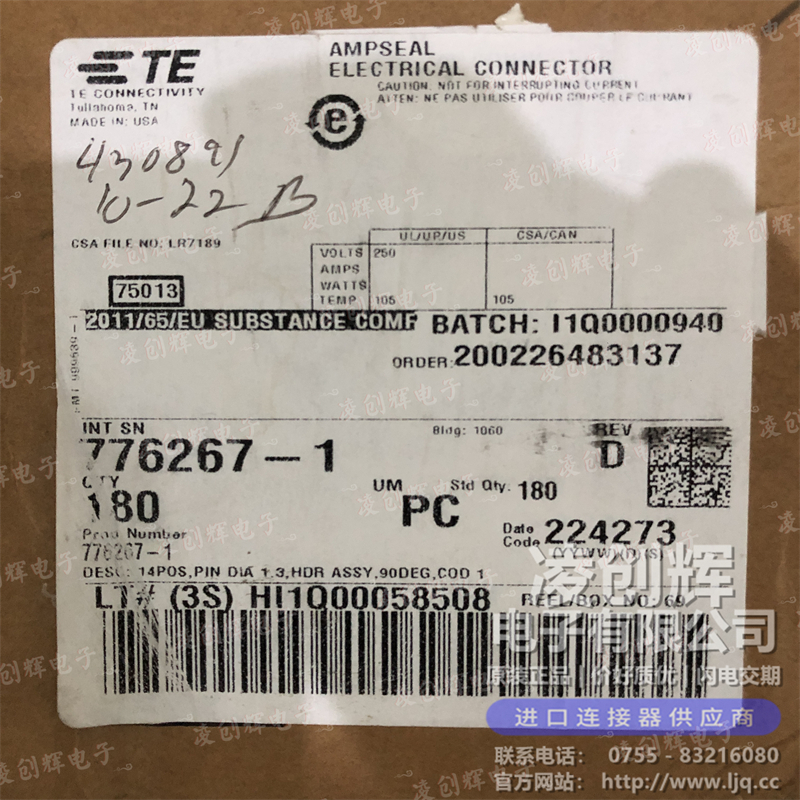 TE
TE CONNECTIVITY
Tullahoma, TN
MADE IN: USA
AMPSEAL
ELECTRICAL CONNECTOR
CAUTION: NOT FOR INTERRUPTING CURRENT
ATTEN: NE PAS UTILISER POUR COUPER LE COURANT
e
430891
10-22 B
CSA FILE NO: LR7189
75013
UL/UP/US CSA/CAN
VOLTS 250
AMPS
WATTS
TEMP 105 105
2011/65/EU SUBSTANCE COMP
BATCH: I1Q0000940
ORDER: 200226483137
INT SN
Bldg: 1060
REV
776267-1
D
QTY
180
UM
PC
Std Qty. 180
Date Code 224273
(YYWW)(D)(S)
Prod Number
776267-1
DESC: 14POS,PIN DIA 1.3,HDR ASSY,90DEG,COD 1
LT# (3S) HI1Q00058508
REEL/BOX NO:69
凌创辉
电子有限公司
原装正品｜价好质优｜闪电交期
进口连接器供应商
联系电话： 0755 - 83216080
官方网站： http://www.ljq.cc
凌创辉电子